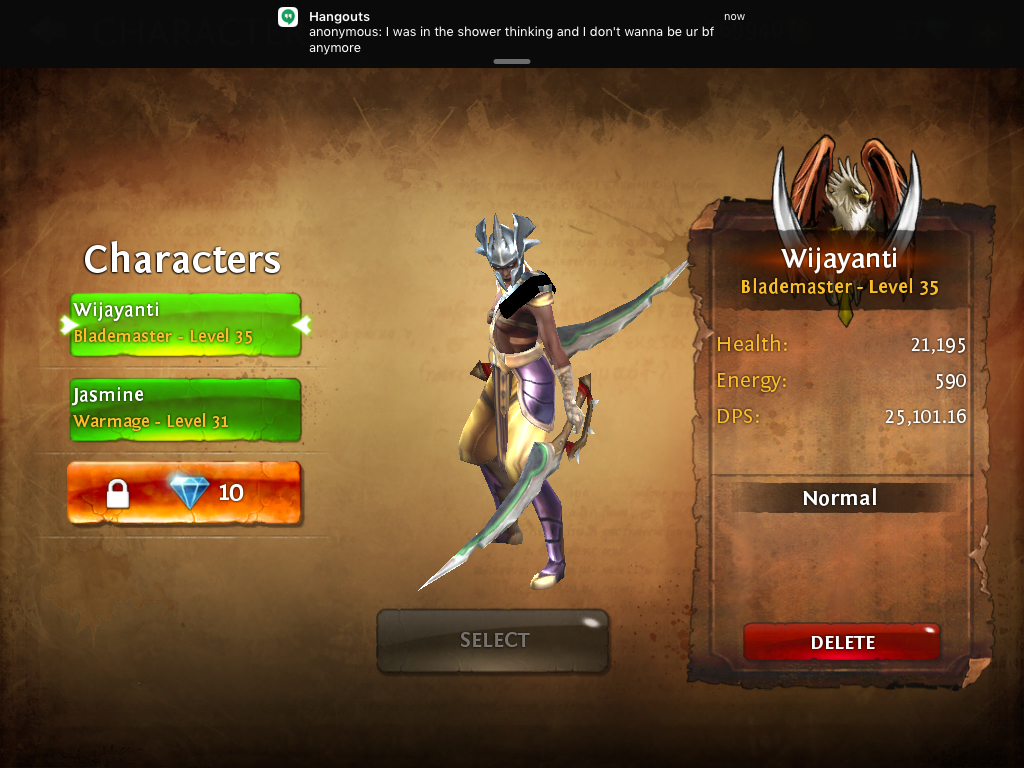 Hangouts
now
anonymous: I was in the shower thinking and I don't wanna be ur bf
anymore
Characters
Wijayanti
Blademaster - Level 35
Jasmine
Warmage - Level 31
10
SELECT
Wijayanti
Blademaster - Level 35
Health: 21,195
Energy: 590
DPS: 25,101.16
Normal
DELETE